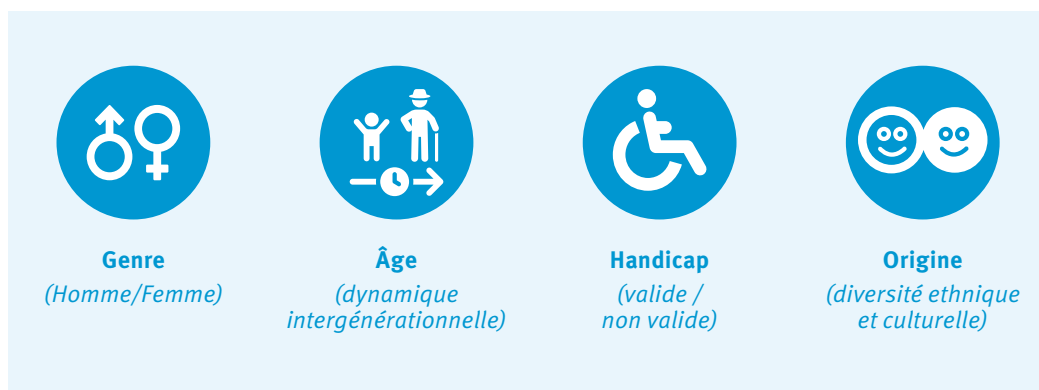 Genre
(Homme/Femme)
Âge
(dynamique
intergénérationnelle)
Handicap
(valide /
non valide)
Origine
(diversité ethnique
et culturelle)